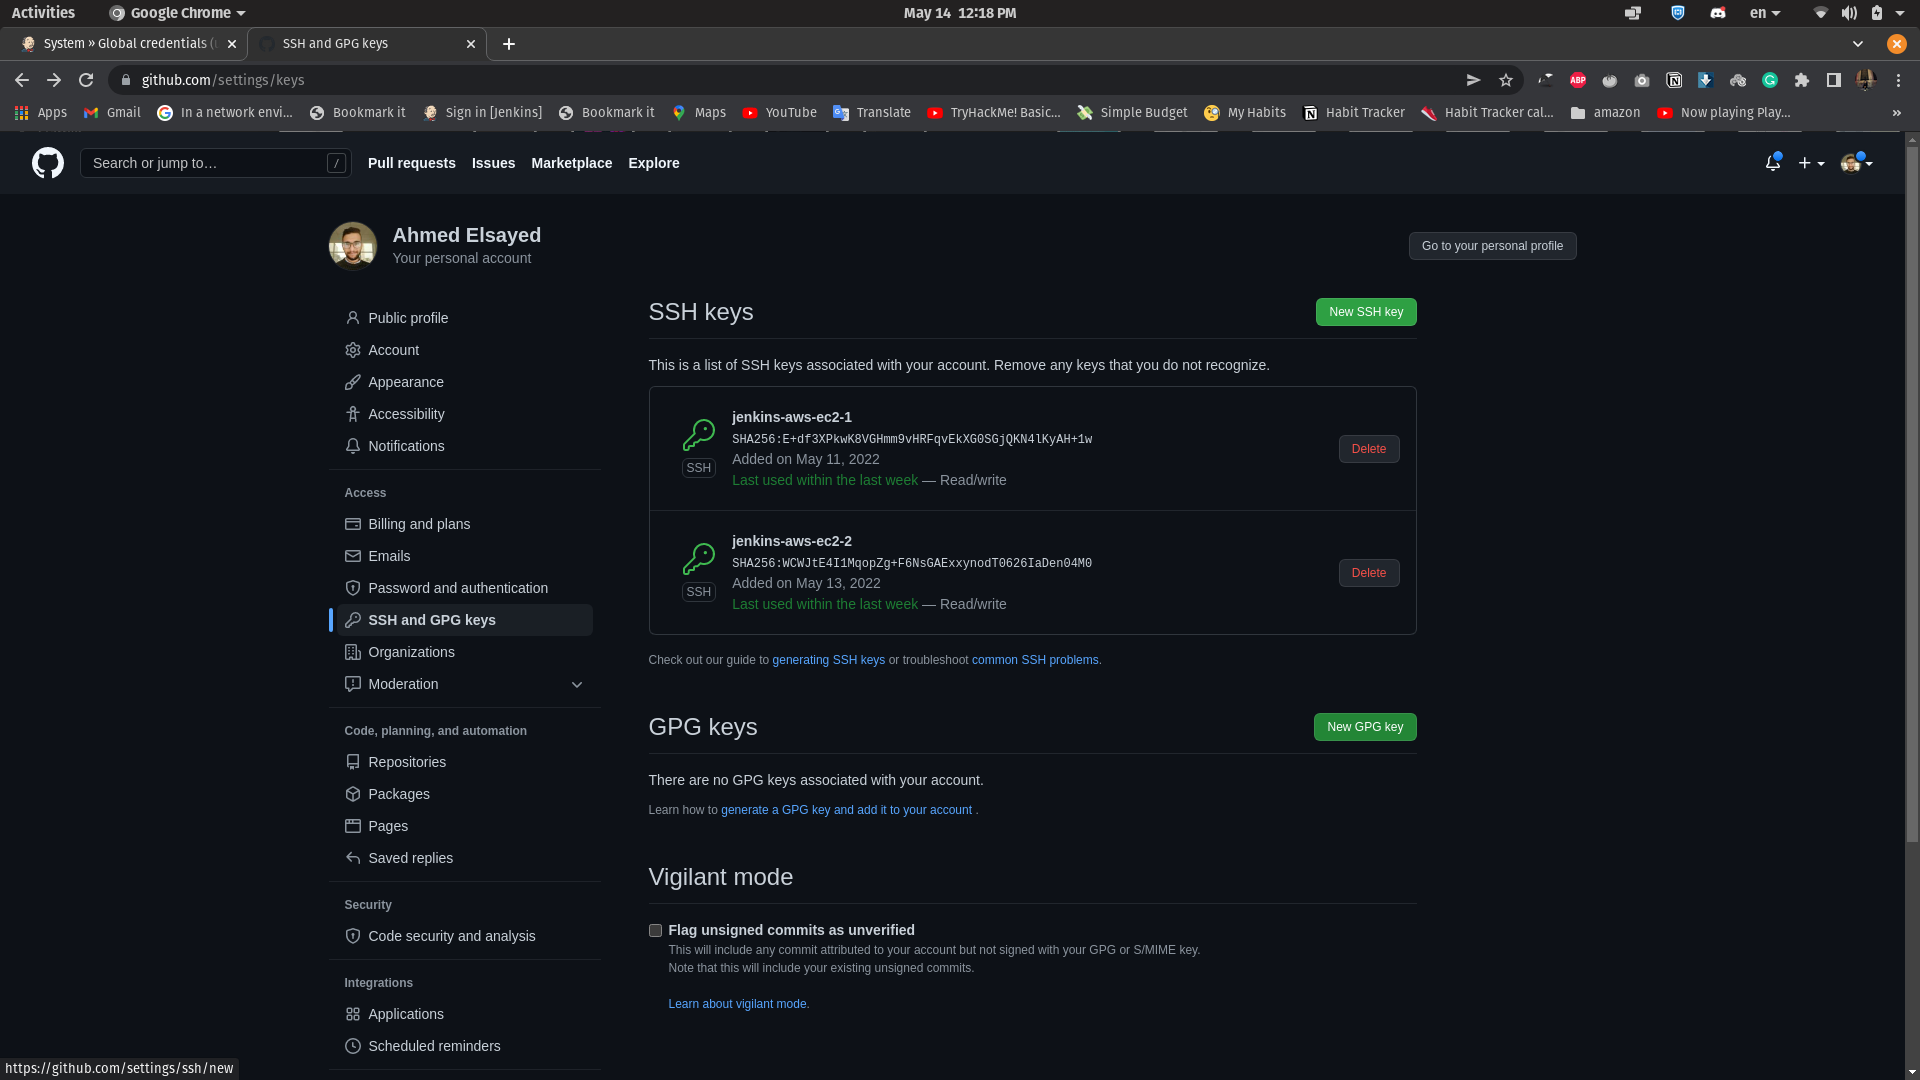 Activities
Google Chrome
May 14 12:18 PM
en
System » Global credentials (
SSH and GPG keys
github.com/settings/keys
ABP
Apps
Gmail
In a network envi...
Bookmark it
Sign in [Jenkins]
Bookmark it
Maps
YouTube
Translate
TryHackMe! Basic...
Simple Budget
My Habits
Habit Tracker
Habit Tracker cal...
amazon
Now playing Play...
»
Search or jump to…
/
Pull requests
Issues
Marketplace
Explore
Ahmed Elsayed
Your personal account
Go to your personal profile
Public profile
Account
Appearance
Accessibility
Notifications
Access
Billing and plans
Emails
Password and authentication
SSH and GPG keys
Organizations
Moderation
Code, planning, and automation
Repositories
Packages
Pages
Saved replies
Security
Code security and analysis
Integrations
Applications
Scheduled reminders
SSH keys
New SSH key
This is a list of SSH keys associated with your account. Remove any keys that you do not recognize.
jenkins-aws-ec2-1
SHA256:E+df3XPkwK8VGHmm9vHRFqvEkXG0SGjQKN4lKyAH+1w
Added on May 11, 2022
Last used within the last week — Read/write
SSH
Delete
jenkins-aws-ec2-2
SHA256:WCWJtE4I1MqopZg+F6NsGAExxynodT0626IaDen04M0
Added on May 13, 2022
Last used within the last week — Read/write
SSH
Delete
Check out our guide to generating SSH keys or troubleshoot common SSH problems.
GPG keys
New GPG key
There are no GPG keys associated with your account.
Learn how to generate a GPG key and add it to your account .
Vigilant mode
Flag unsigned commits as unverified
This will include any commit attributed to your account but not signed with your GPG or S/MIME key.
Note that this will include your existing unsigned commits.
Learn about vigilant mode.
https://github.com/settings/ssh/new